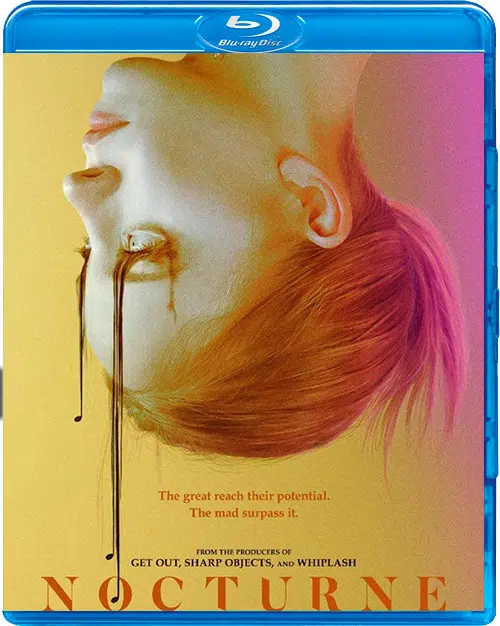 Blu-ray Disc
The great reach their potential.
The mad surpass it.
FROM THE PRODUCERS OF
GET OUT, SHARP OBJECTS, AND WHIPLASH
NOCTURNE